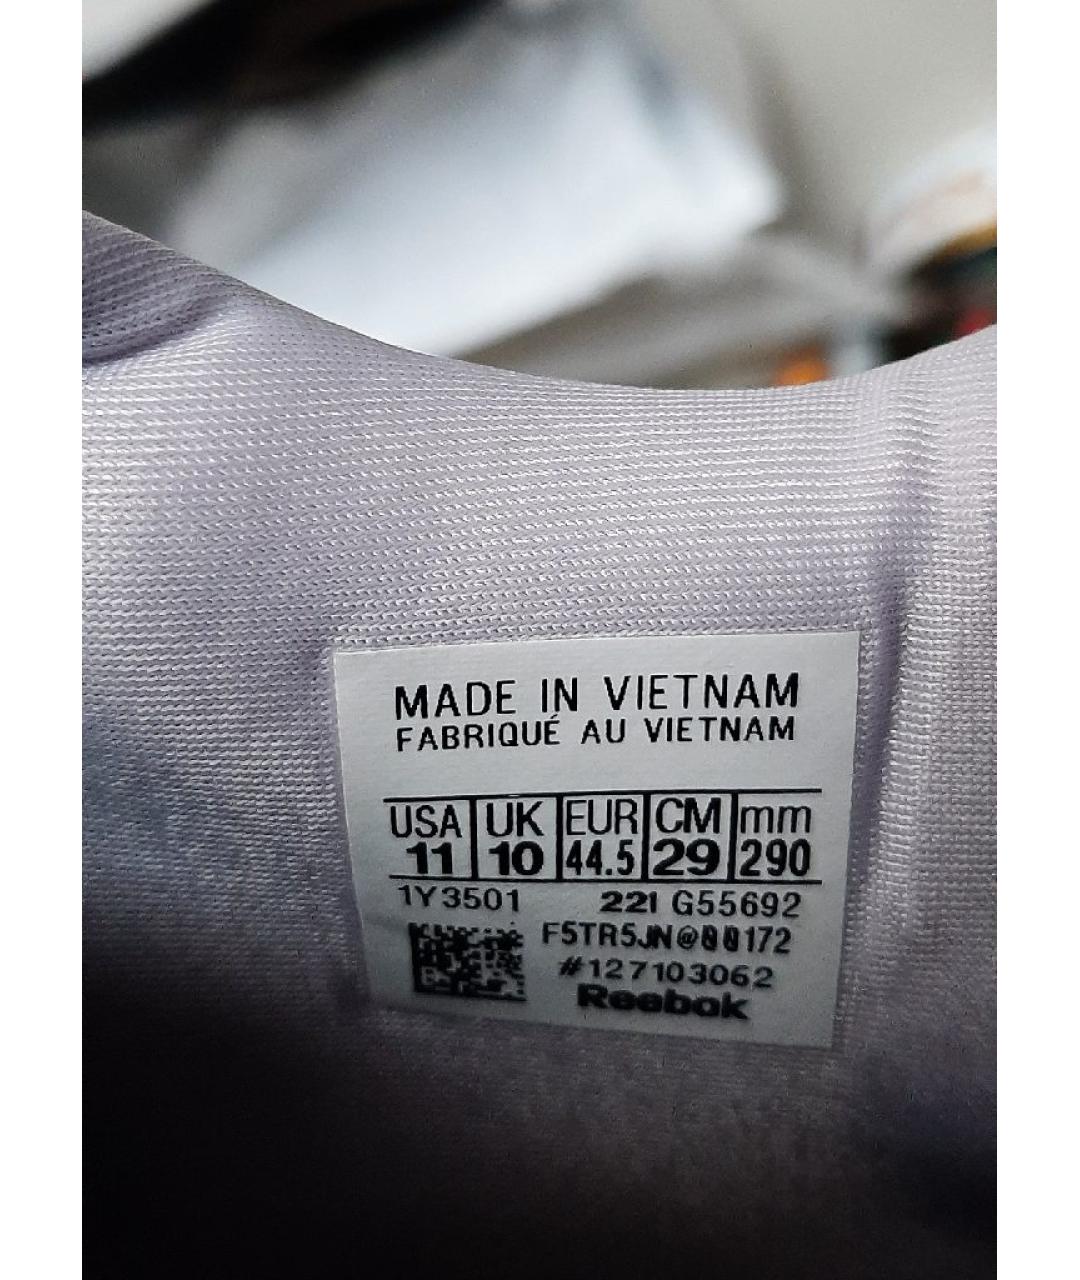 MADE IN VIETNAM
FABRIQUÉ AU VIETNAM
USA UK EUR CM mm
11 10 44.5 29 290
1Y3501 221 G55692
F5TR5JN@00172
#127103062
Reebok